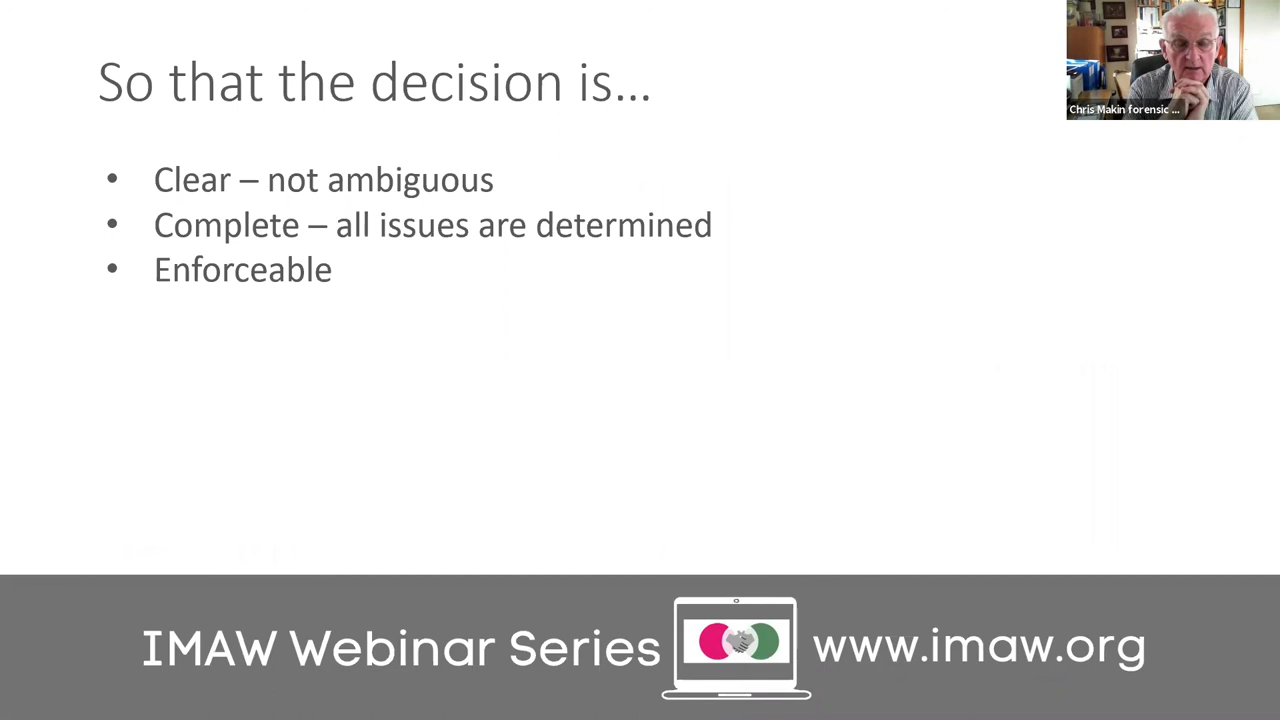 So that the decision is...
Chris Makin forensic ...
• Clear – not ambiguous
• Complete – all issues are determined
• Enforceable
IMAW Webinar Series
www.imaw.org